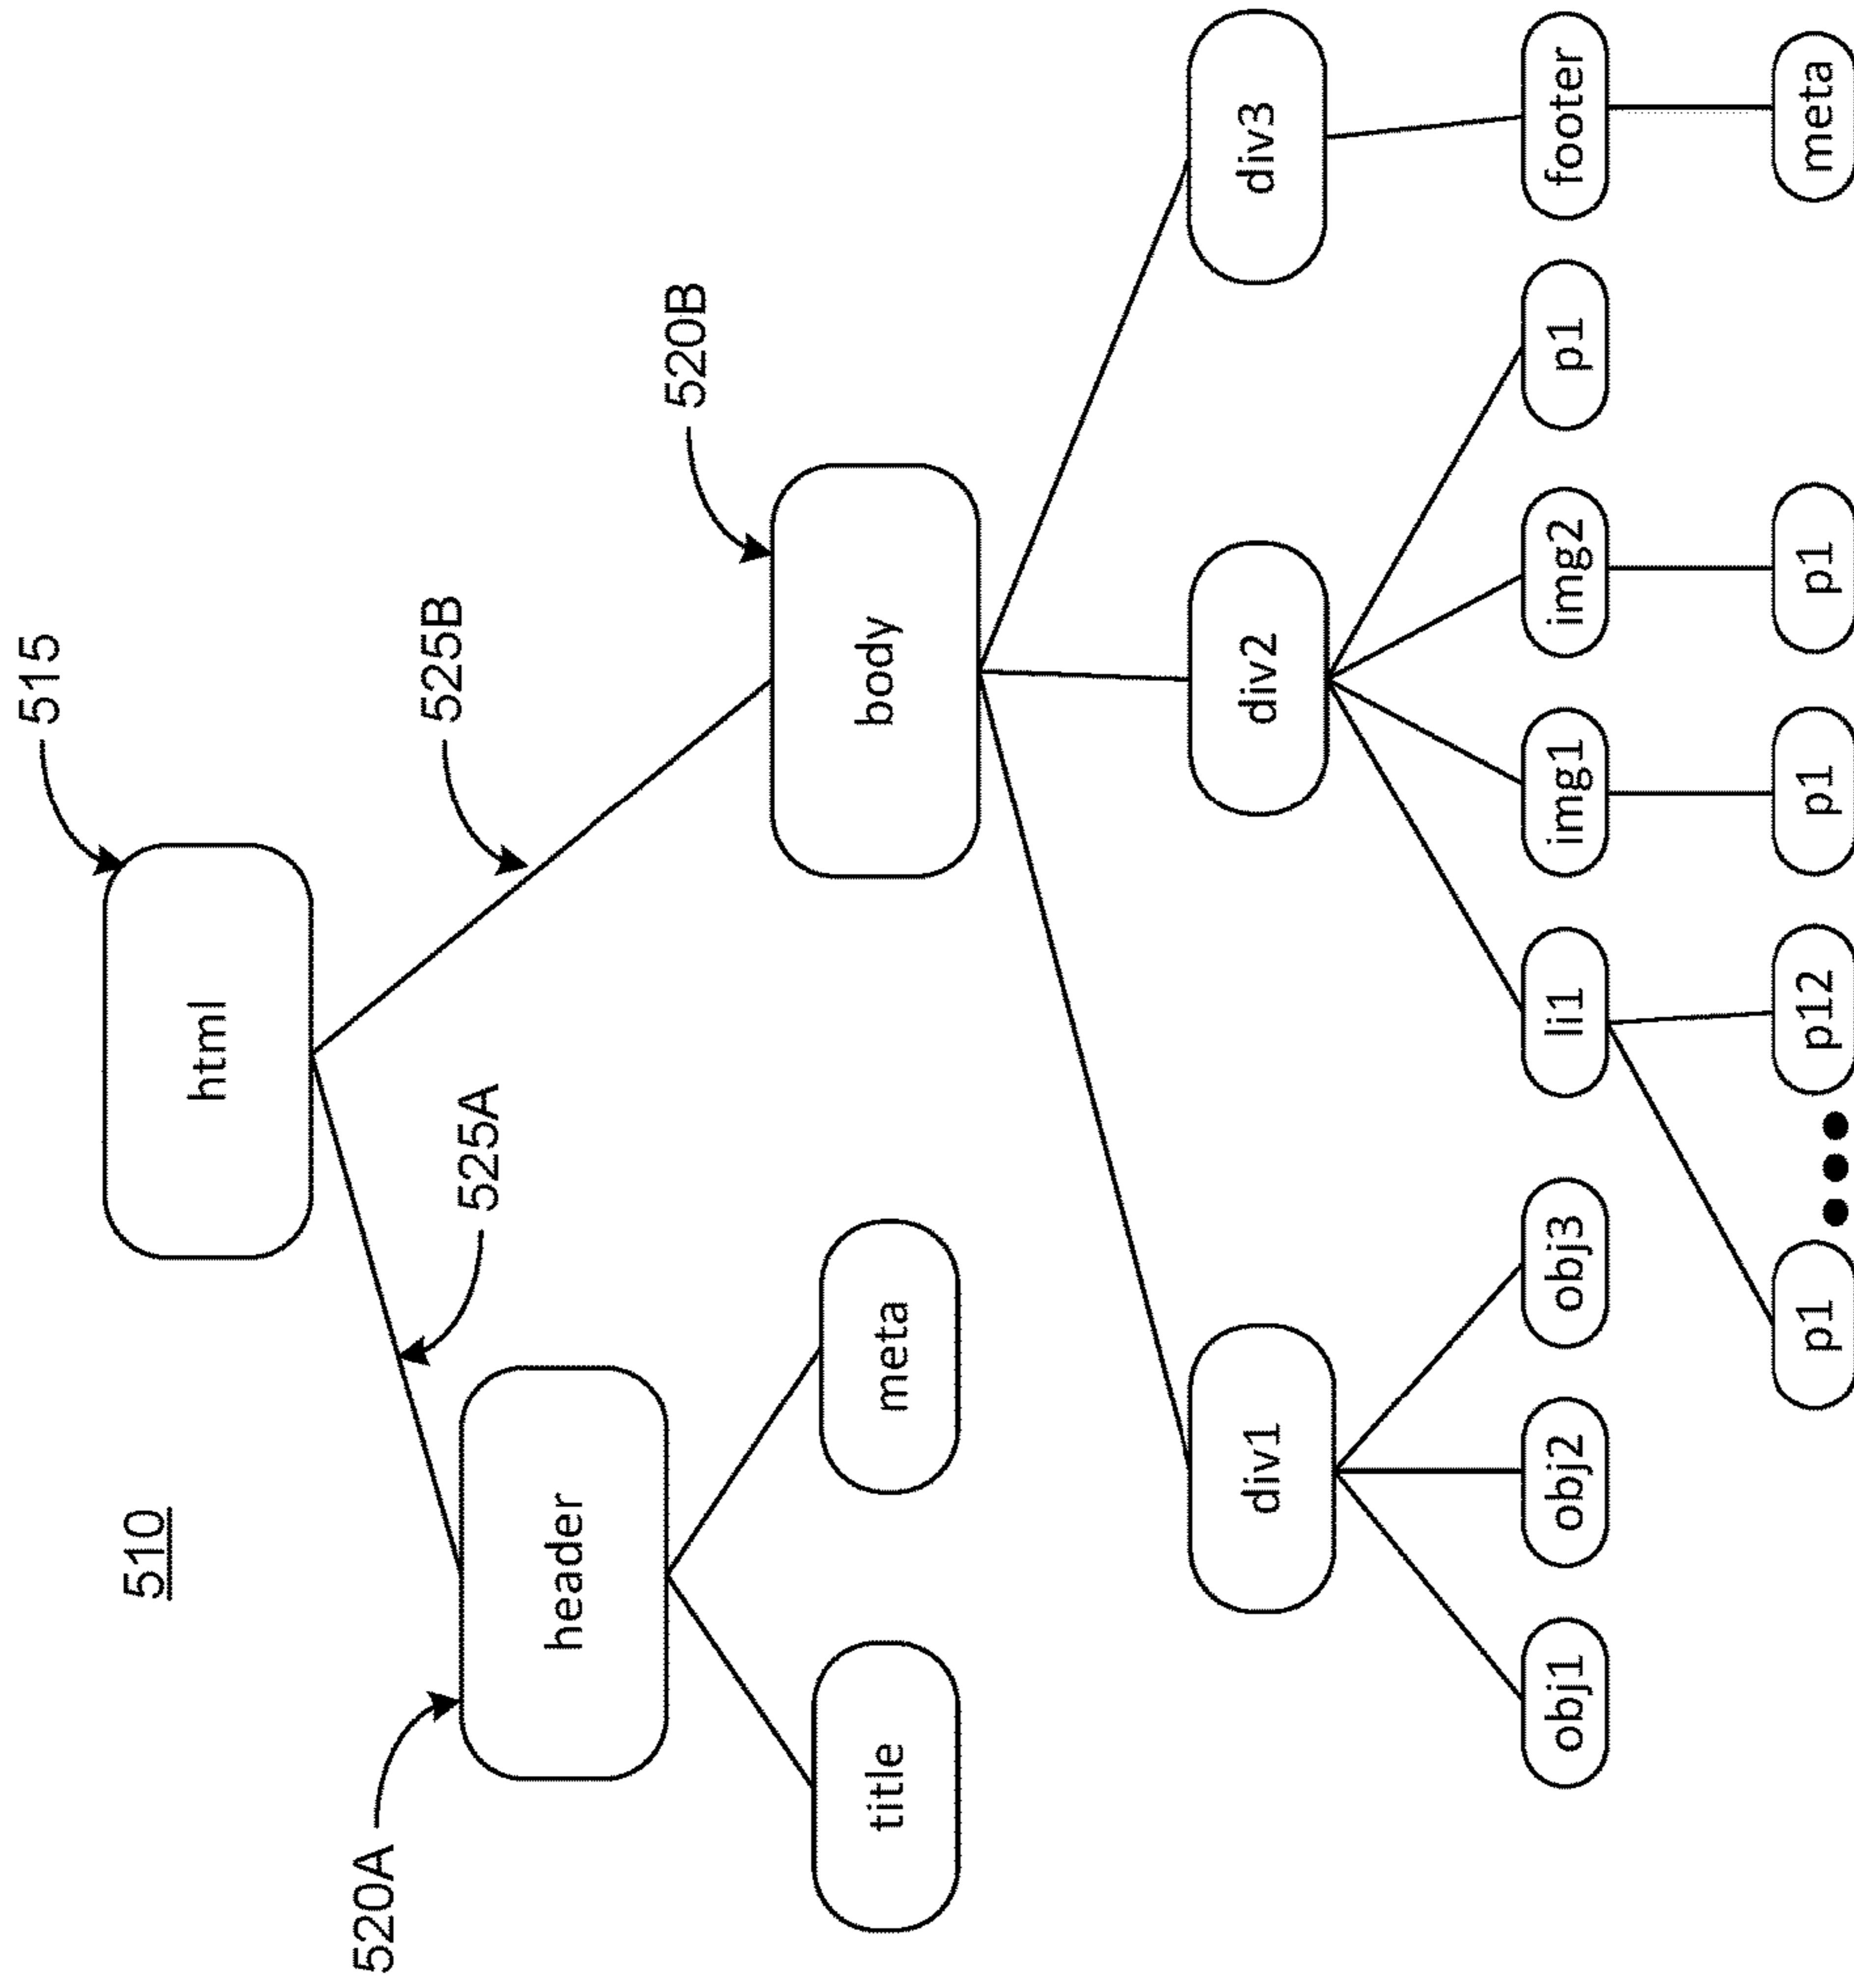 510
515
html
525A
525B
520A
header
520B
body
title
meta
div1
div2
div3
obj1
obj2
obj3
li1
img1
img2
p1
footer
p1
p12
p1
p1
meta